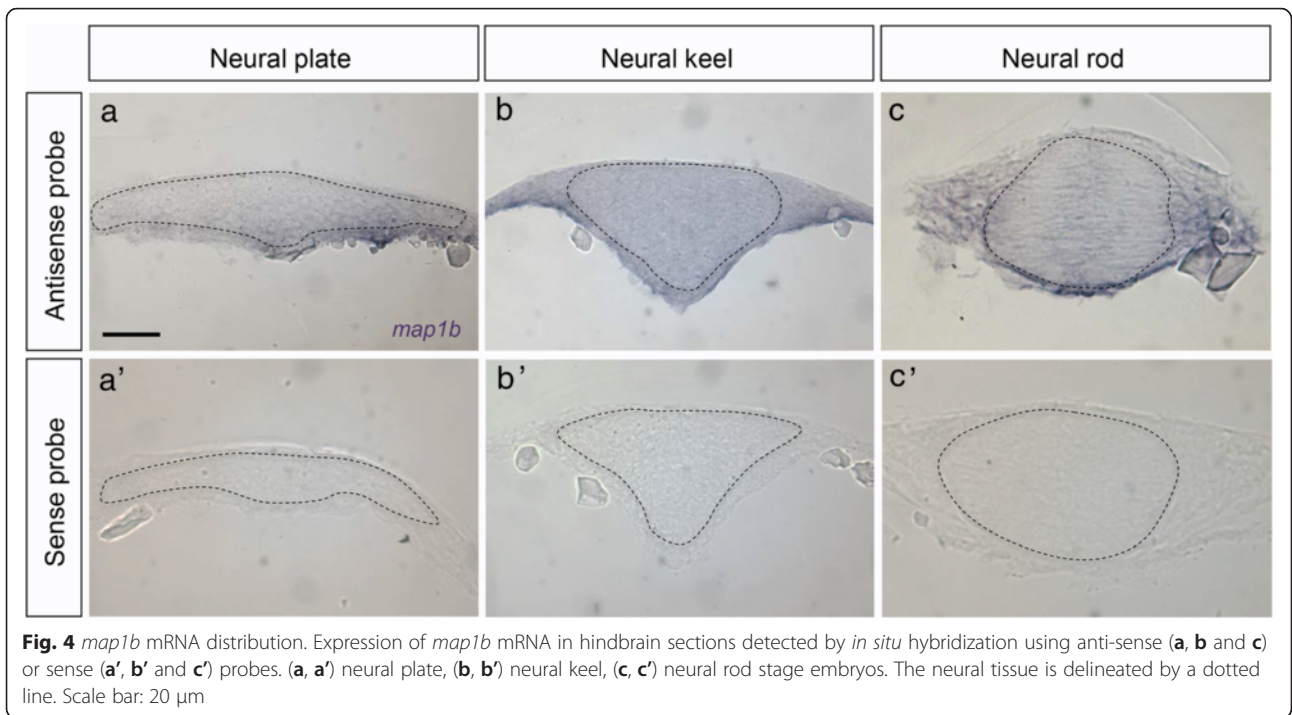 Neural plate
Neural keel
Neural rod
Antisense probe
a
b
c
map1b
Sense probe
a'
b'
c'
Fig. 4 map1b mRNA distribution. Expression of map1b mRNA in hindbrain sections detected by in situ hybridization using anti-sense (a, b and c)
or sense (a′, b′ and c′) probes. (a, a′) neural plate, (b, b′) neural keel, (c, c′) neural rod stage embryos. The neural tissue is delineated by a dotted
line. Scale bar: 20 μm